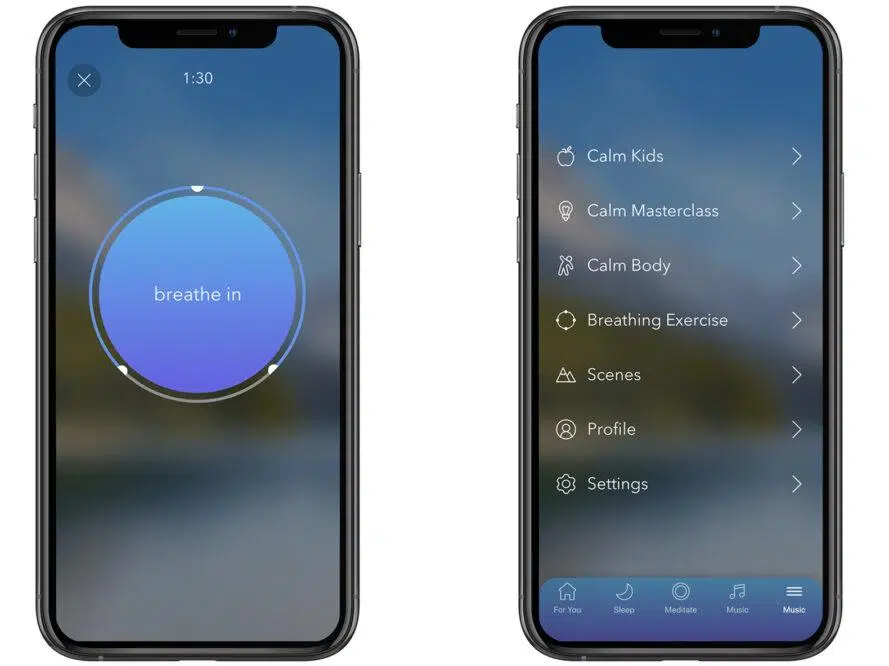 1:30
breathe in
Calm Kids
Calm Masterclass
Calm Body
Breathing Exercise
Scenes
Profile
Settings
For You
Sleep
Meditate
Music
Music